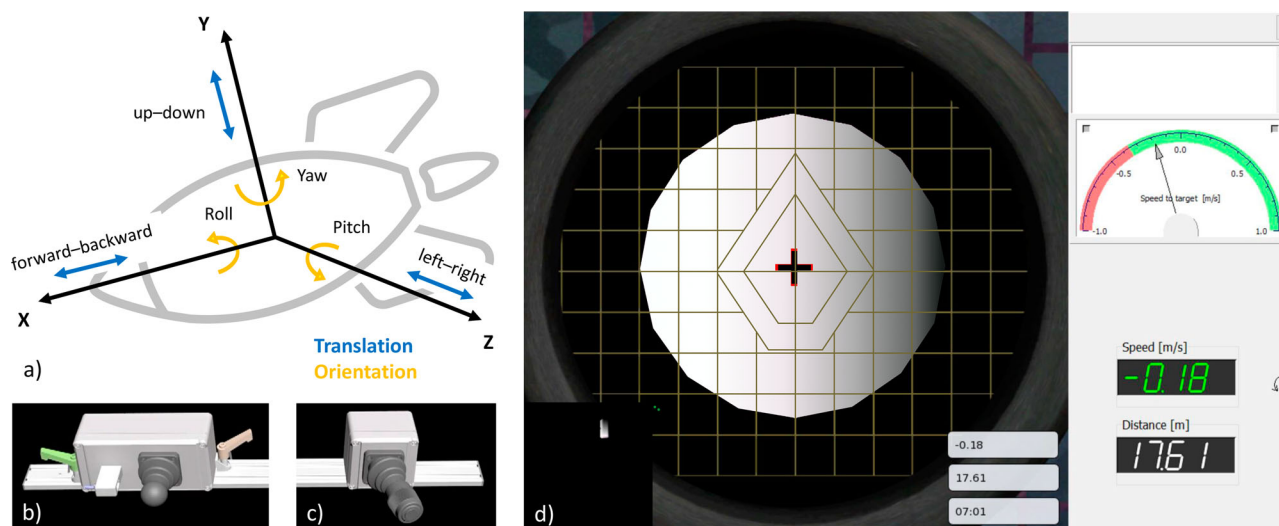 Y
up–down
Yaw
Roll
Pitch
forward–backward
left–right
X
Z
Translation
Orientation
a)
b)
c)
d)
-0.18
17.61
07:01
0.0
-0.5
0.5
Speed to target [m/s]
-1.0
1.0
Speed [m/s]
-0.18
Distance [m]
17.61